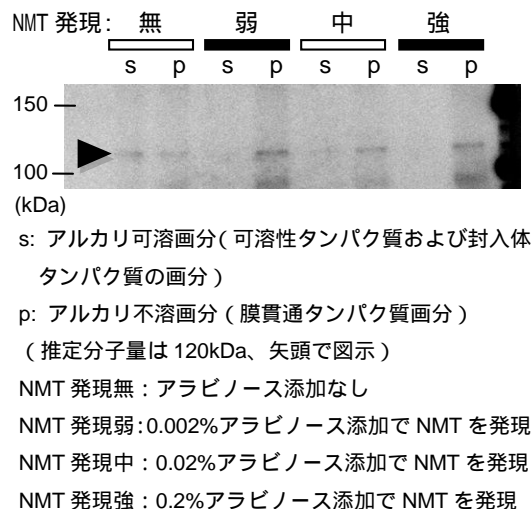 NMT 発現: 無 弱 中 強
s p s p s p s p
150
100
(kDa)
s: アルカリ可溶画分(可溶性タンパク質および封入体
タンパク質の画分)
p: アルカリ不溶画分(膜貫通タンパク質画分)
(推定分子量は 120kDa、矢頭で図示)
NMT 発現無:アラビノース添加なし
NMT 発現弱:0.002%アラビノース添加で NMT を発現
NMT 発現中:0.02%アラビノース添加で NMT を発現
NMT 発現強:0.2%アラビノース添加で NMT を発現